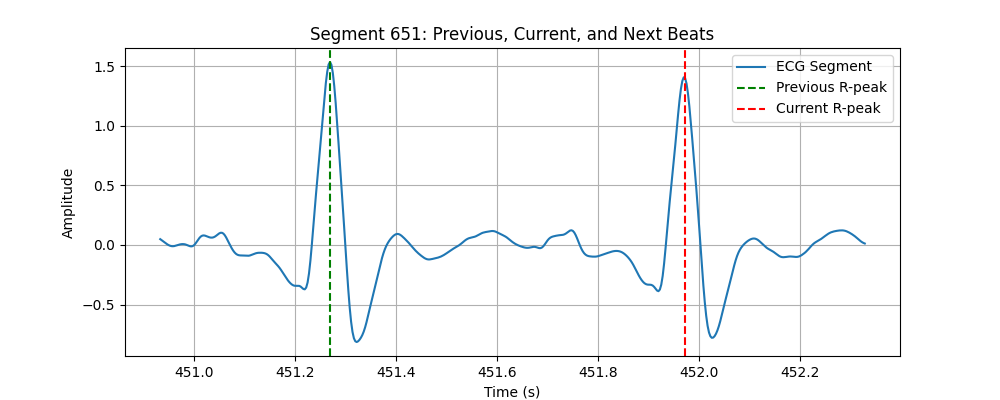 Segment 651: Previous, Current, and Next Beats
ECG Segment
Previous R-peak
Current R-peak
Amplitude
1.5
1.0
0.5
0.0
−0.5
451.0 451.2 451.4 451.6 451.8 452.0 452.2
Time (s)